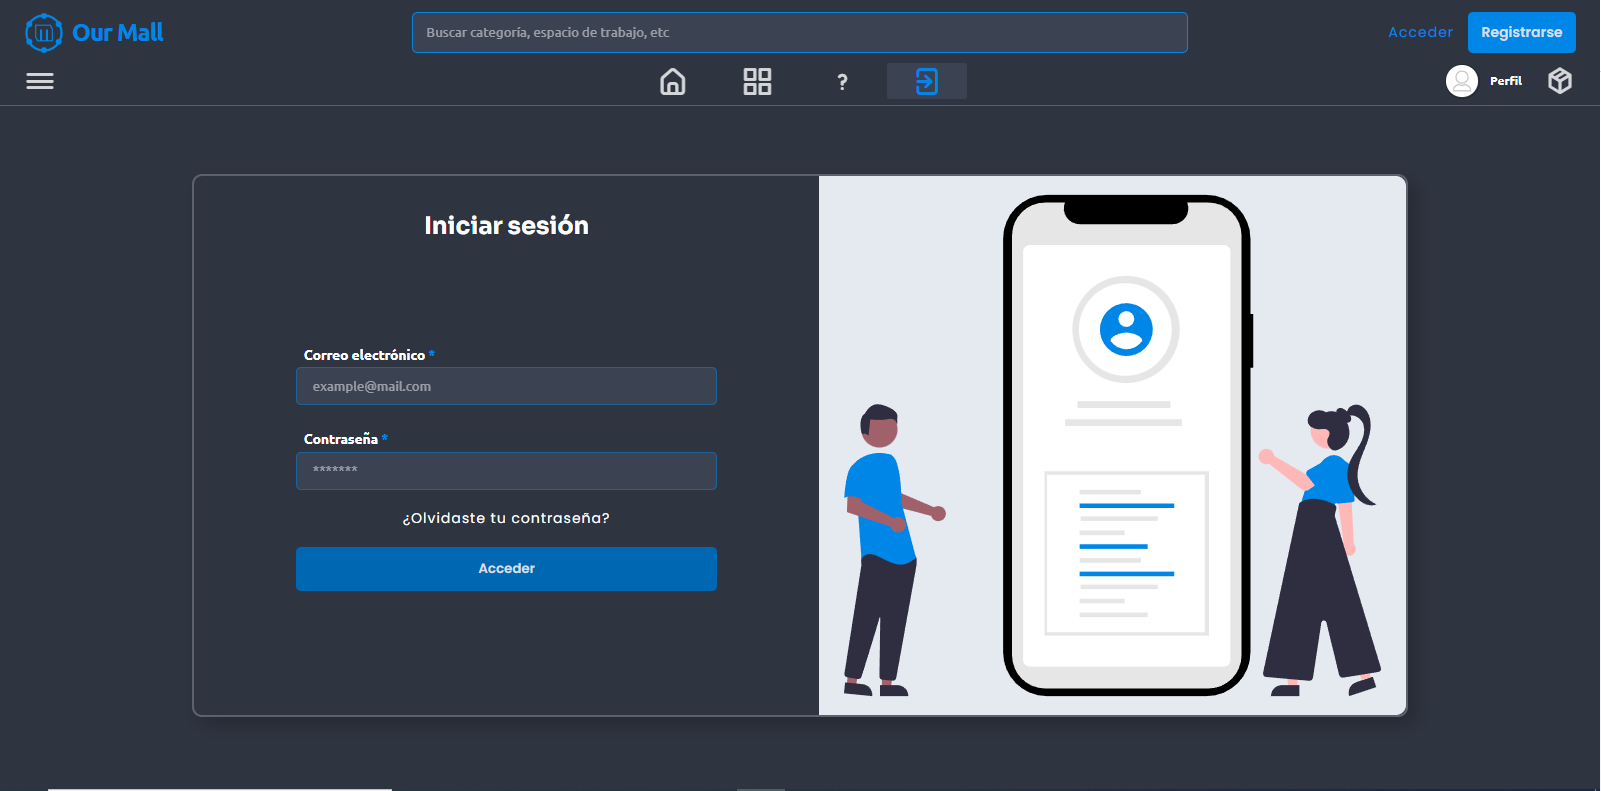 Our Mall
Buscar categoría, espacio de trabajo, etc
Acceder
Registrarse
?
Perfil
Iniciar sesión
Correo electrónico *
example@mail.com
Contraseña *
*******
¿Olvidaste tu contraseña?
Acceder